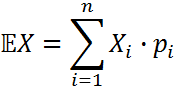 𝔼X = ∑_{i=1}^{n} X_i · p_i